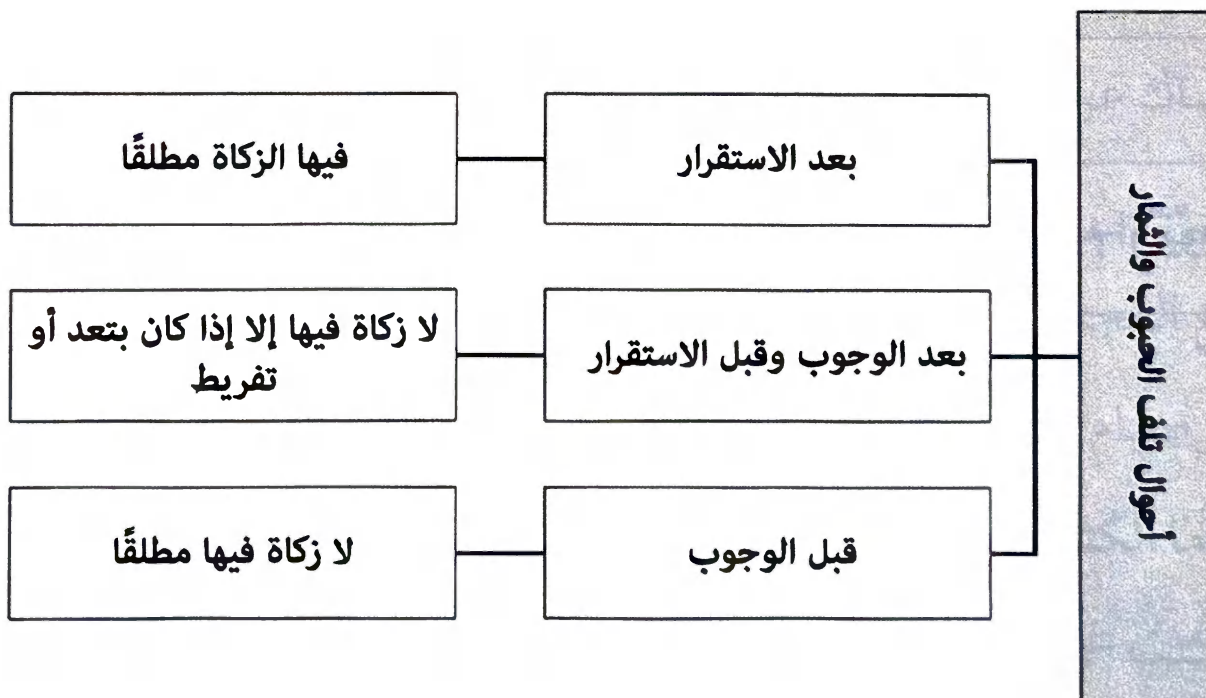 أحوال تلف الحبوب والثمار
بعد الاستقرار
فيها الزكاة مطلقًا
بعد الوجوب وقبل الاستقرار
لا زكاة فيها إلا إذا كان بتعد أو
تفريط
قبل الوجوب
لا زكاة فيها مطلقًا